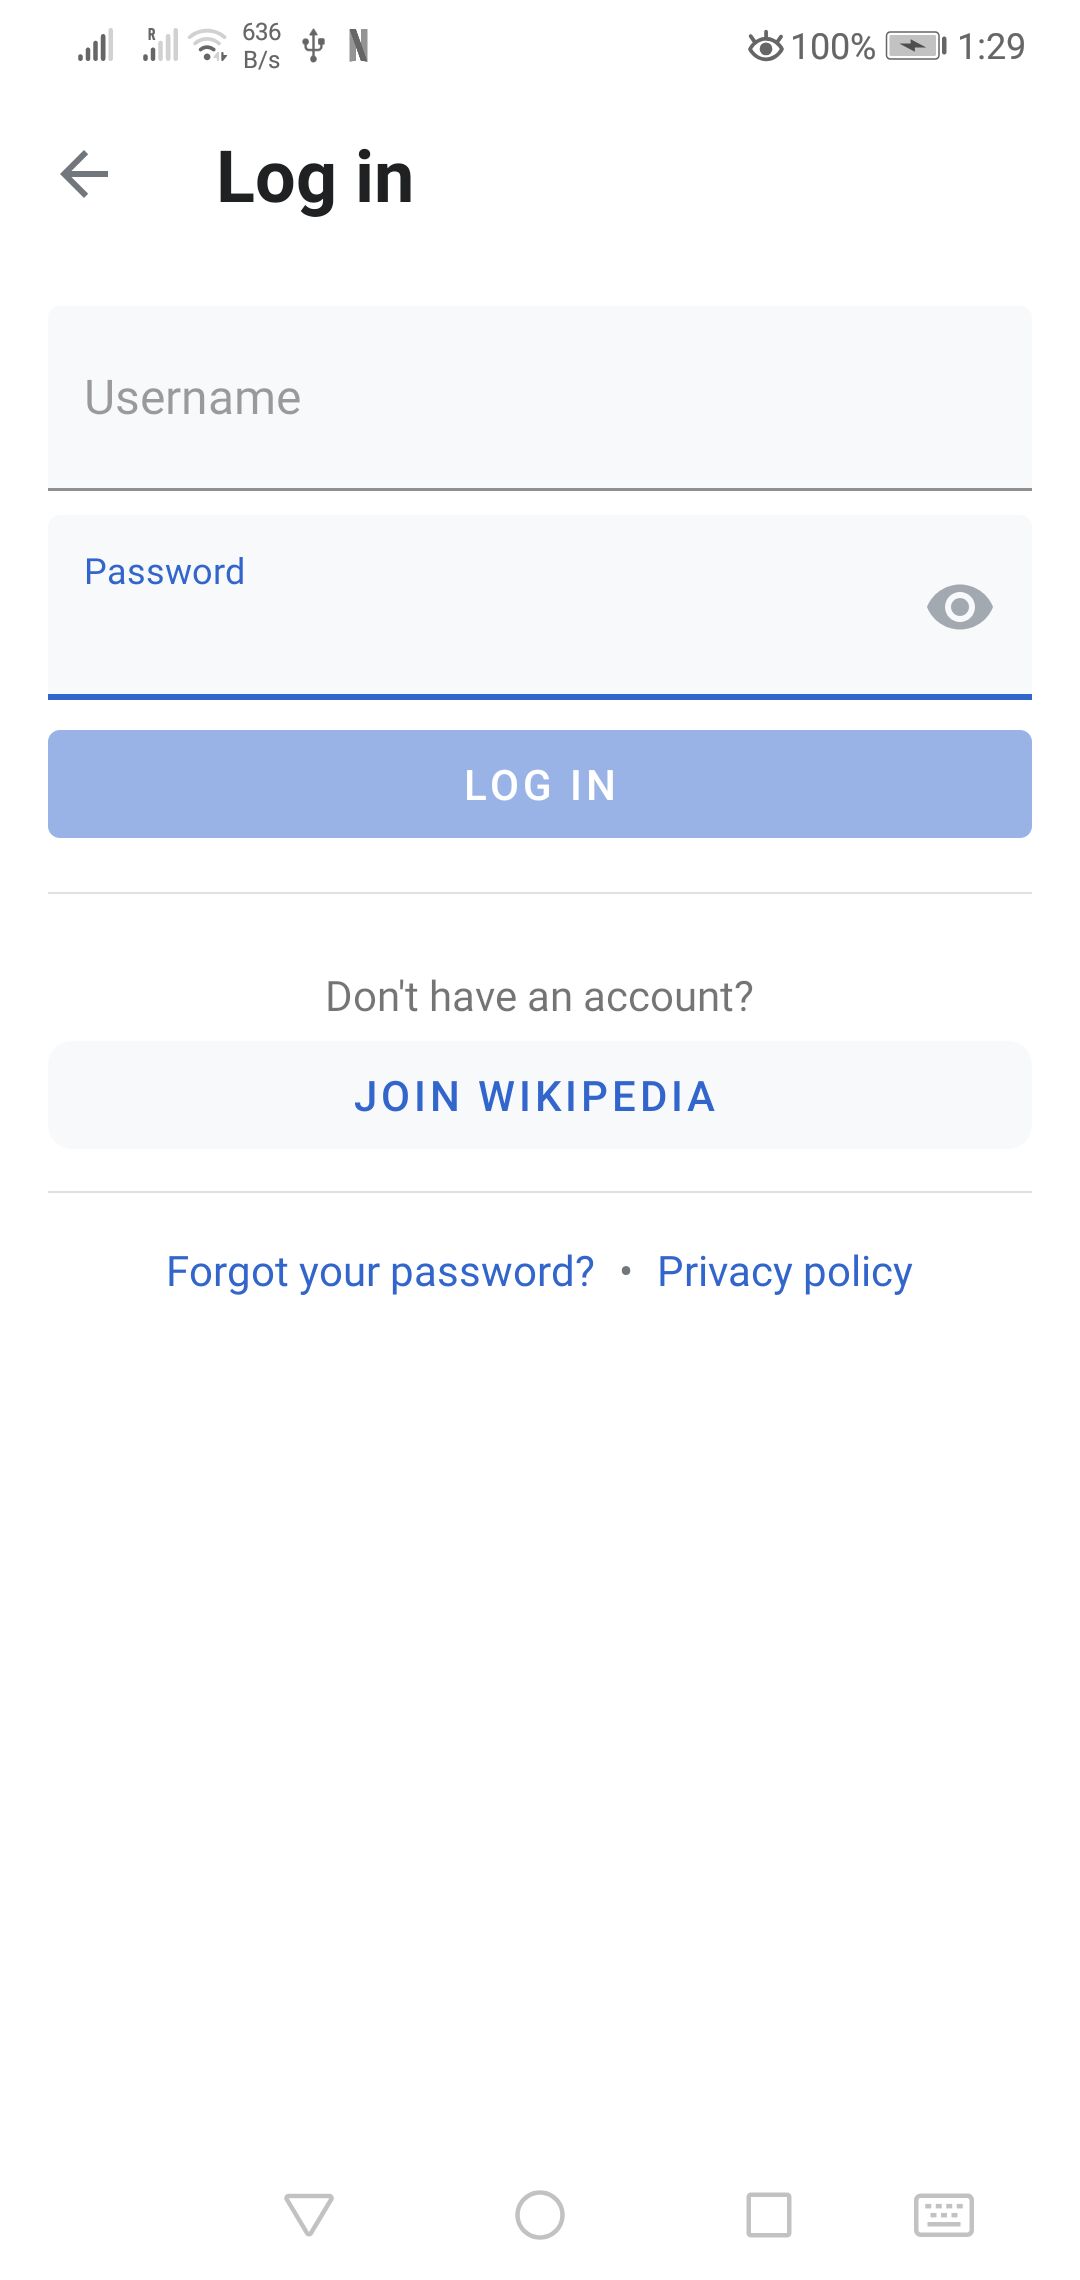 R
636
B/s
N
100%
1:29
Log in
Username
Password
LOG IN
Don't have an account?
JOIN WIKIPEDIA
Forgot your password? • Privacy policy